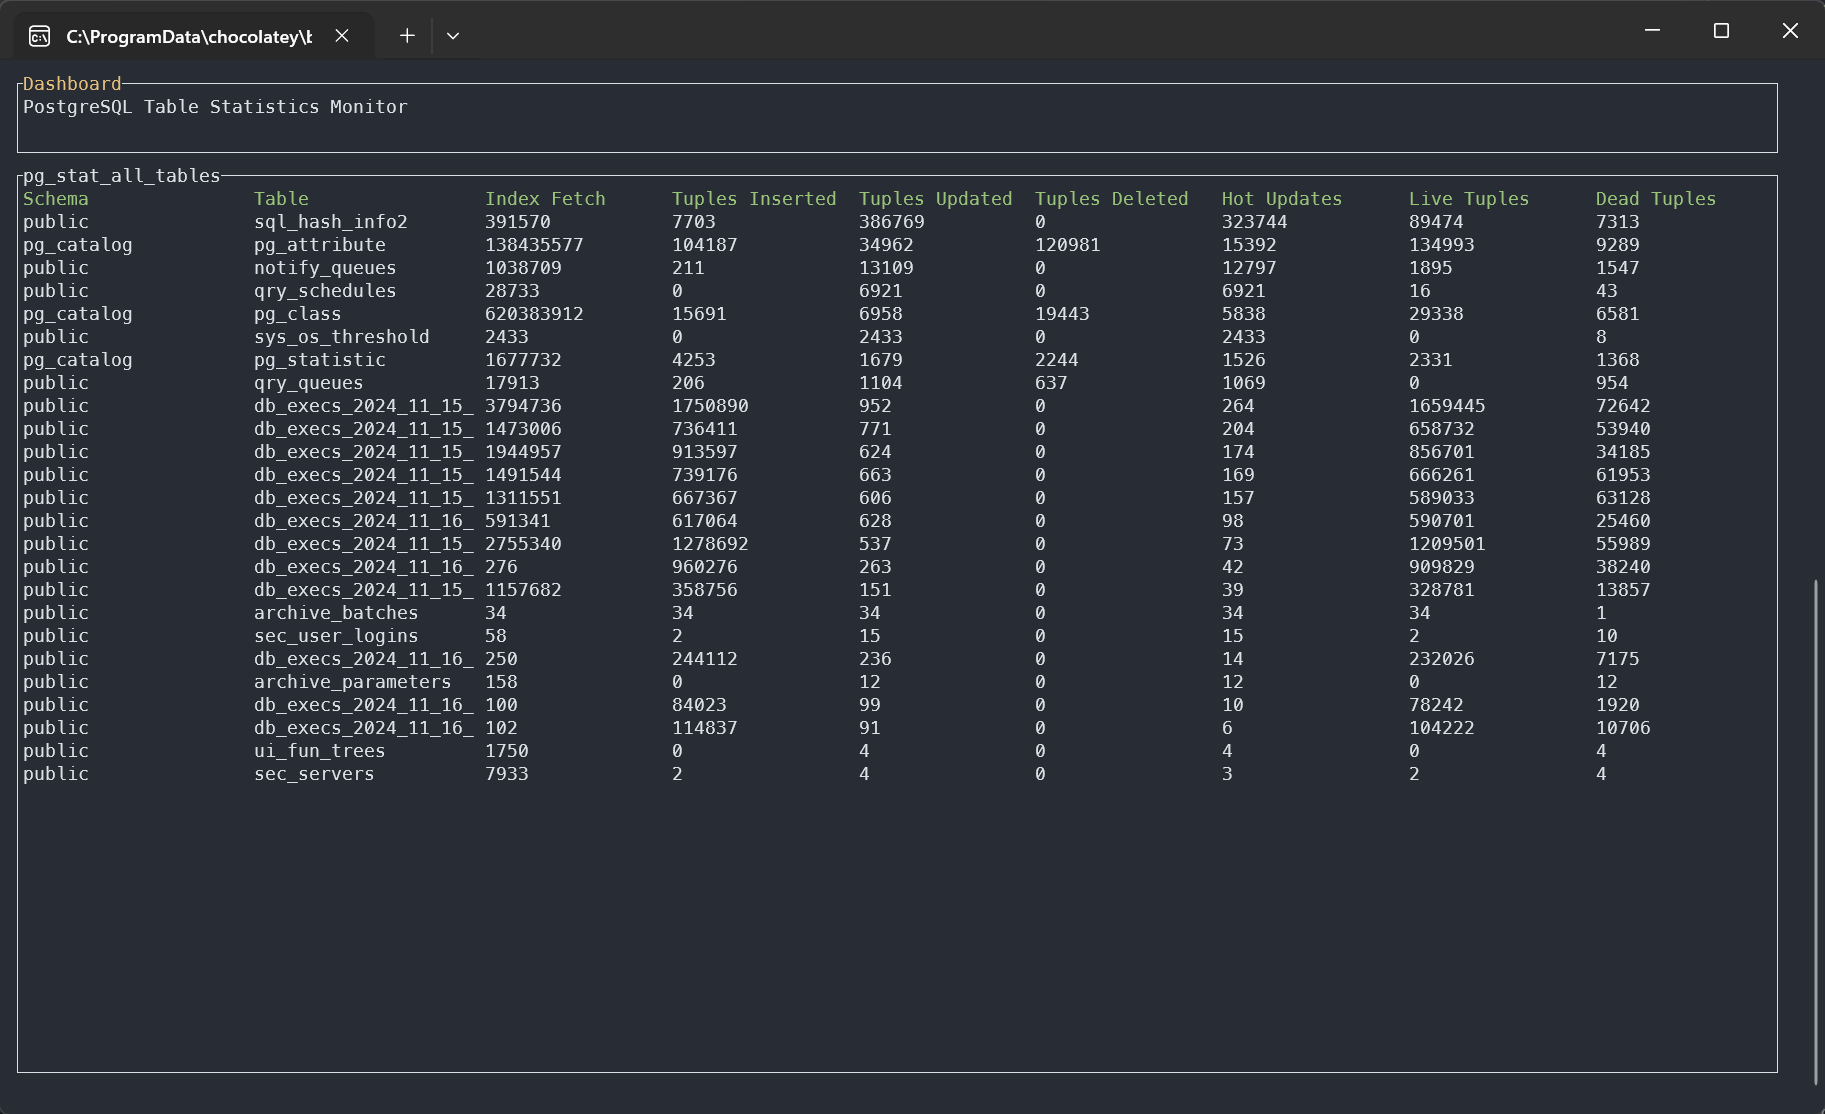 C:\ProgramData\chocolatey\b
Dashboard
PostgreSQL Table Statistics Monitor
pg_stat_all_tables
Schema Table Index Fetch Tuples Inserted Tuples Updated Tuples Deleted Hot Updates Live Tuples Dead Tuples
public sql_hash_info2 391570 7703 386769 0 323744 89474 7313
pg_catalog pg_attribute 138435577 104187 34962 120981 15392 134993 9289
public notify_queues 1038709 211 13109 0 12797 1895 1547
public qry_schedules 28733 0 6921 0 6921 16 43
pg_catalog pg_class 620383912 15691 6958 19443 5838 29338 6581
public sys_os_threshold 2433 0 2433 0 2433 0 8
pg_catalog pg_statistic 1677732 4253 1679 2244 1526 2331 1368
public qry_queues 17913 206 1104 637 1069 0 954
public db_execs_2024_11_15_ 3794736 1750890 952 0 264 1659445 72642
public db_execs_2024_11_15_ 1473006 736411 771 0 204 658732 53940
public db_execs_2024_11_15_ 1944957 913597 624 0 174 856701 34185
public db_execs_2024_11_15_ 1491544 739176 663 0 169 666261 61953
public db_execs_2024_11_15_ 1311551 667367 606 0 157 589033 63128
public db_execs_2024_11_16_ 591341 617064 628 0 98 590701 25460
public db_execs_2024_11_15_ 2755340 1278692 537 0 73 1209501 55989
public db_execs_2024_11_16_ 276 960276 263 0 42 909829 38240
public db_execs_2024_11_15_ 1157682 358756 151 0 39 328781 13857
public archive_batches 34 34 34 0 34 34 1
public sec_user_logins 58 2 15 0 15 2 10
public db_execs_2024_11_16_ 250 244112 236 0 14 232026 7175
public archive_parameters 158 0 12 0 12 0 12
public db_execs_2024_11_16_ 100 84023 99 0 10 78242 1920
public db_execs_2024_11_16_ 102 114837 91 0 6 104222 10706
public ui_fun_trees 1750 0 4 0 4 0 4
public sec_servers 7933 2 4 0 3 2 4